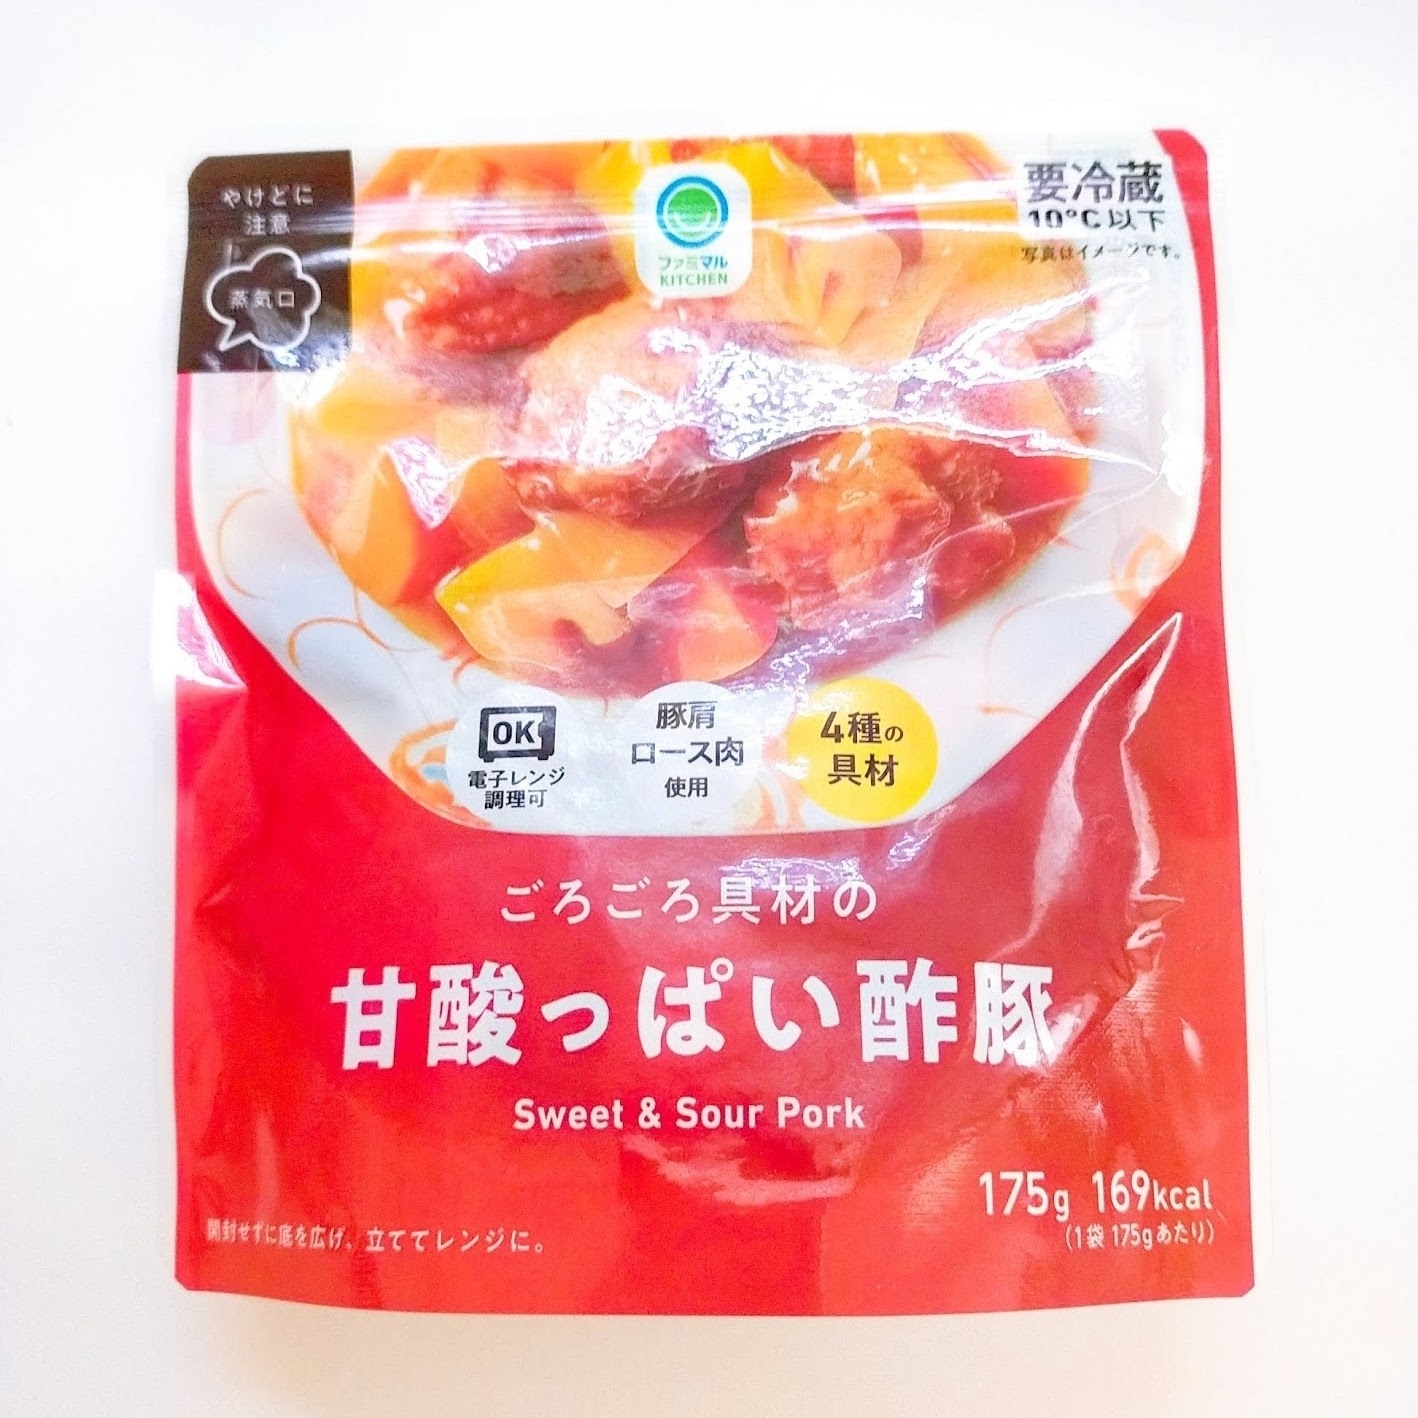 やけどに
注意
蒸気口
ファミマル
KITCHEN
要冷蔵
10°C以下
写真はイメージです。
OK
電子レンジ
調理可
豚肩
ロース肉
使用
4種の
具材
ごろごろ具材の
甘酸っぱい酢豚
Sweet & Sour Pork
175g 169kcal
(1袋 175gあたり)
開封せずに底を広げ、立ててレンジに。